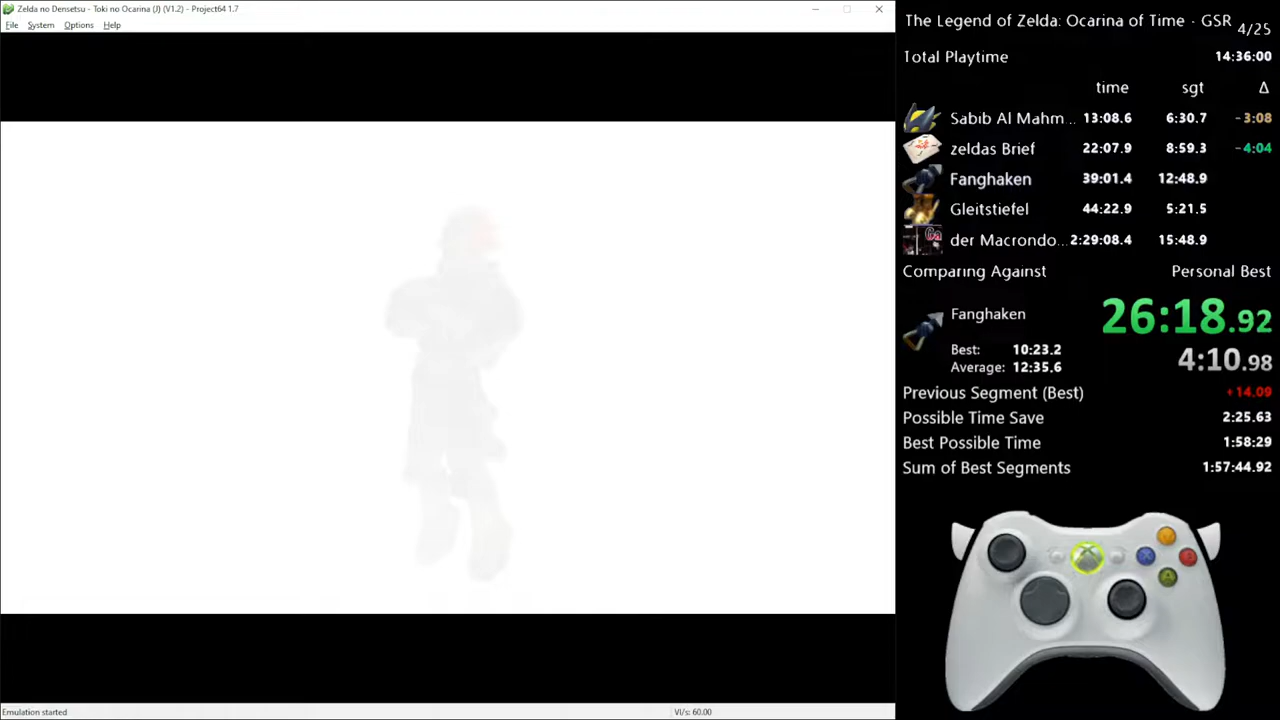 Zelda no Densetsu - Toki no Ocarina (J) (V1.2) - Project64 1.7
File System Options Help
Emulation started VI/s: 60.00
The Legend of Zelda: Ocarina of Time · GSR 4/25
Total Playtime 14:36:00
time sgt Δ
Sabib Al Mahm... 13:08.6 6:30.7 -3:08
zeldas Brief 22:07.9 8:59.3 -4:04
Fanghaken 39:01.4 12:48.9
Gleitstiefel 44:22.9 5:21.5
der Macrondo... 2:29:08.4 15:48.9
Comparing Against Personal Best
Fanghaken 26:18.92
Best: 10:23.2
Average: 12:35.6 4:10.98
Previous Segment (Best) +14.09
Possible Time Save 2:25.63
Best Possible Time 1:58:29
Sum of Best Segments 1:57:44.92
X Y B A